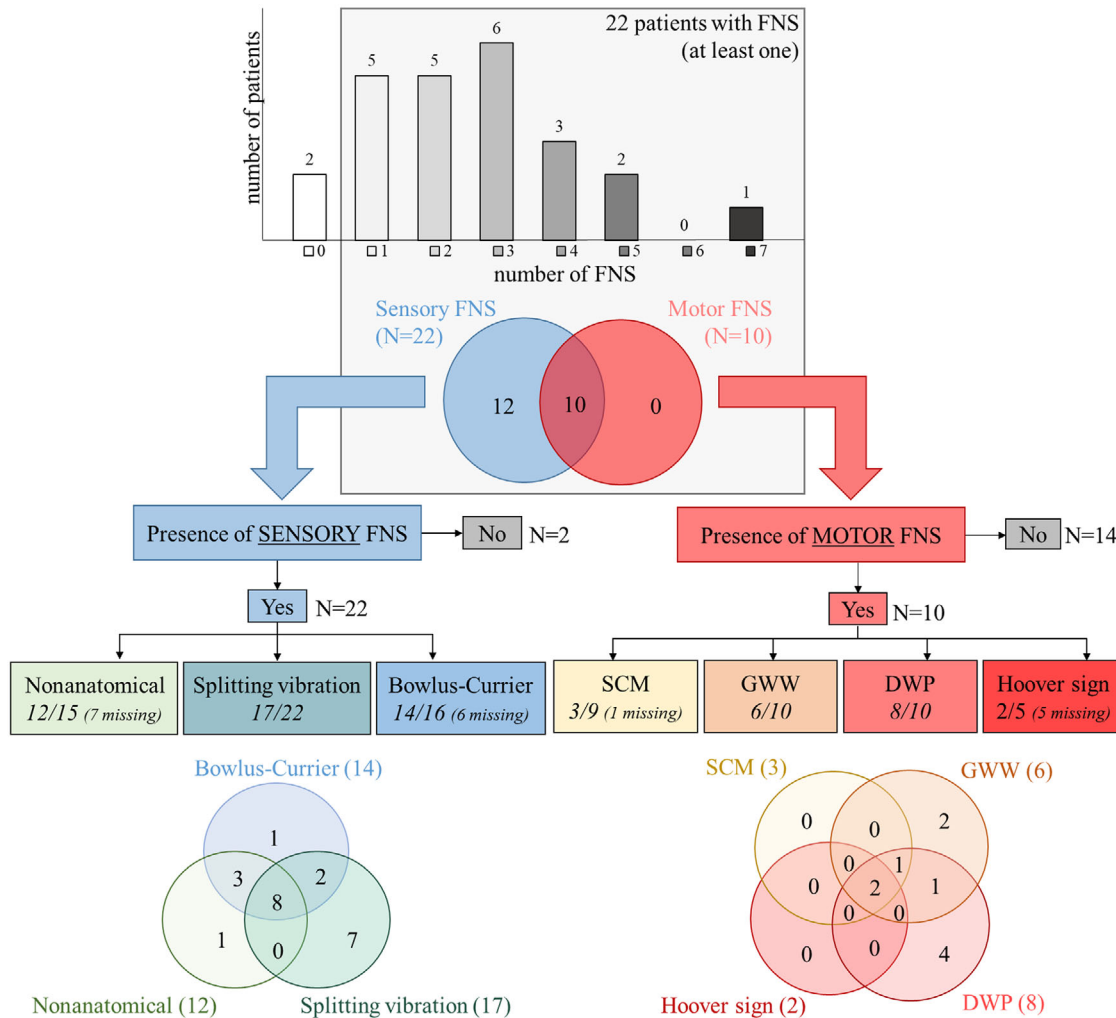 22 patients with FNS
(at least one)
number of patients
2
5
5
6
3
2
0
1
0 1 2 3 4 5 6 7
number of FNS
Sensory FNS
(N=22)
Motor FNS
(N=10)
12
10
0
Presence of SENSORY FNS
No
N=2
Presence of MOTOR FNS
No
N=14
Yes
N=22
Yes
N=10
Nonanatomical
12/15 (7 missing)
Splitting vibration
17/22
Bowlus-Currier
14/16 (6 missing)
SCM
3/9 (1 missing)
GWW
6/10
DWP
8/10
Hoover sign
2/5 (5 missing)
Bowlus-Currier (14)
1
3
2
8
1
0
7
Nonanatomical (12)
Splitting vibration (17)
SCM (3)
GWW (6)
0
0
2
0
1
0
2
1
0
0
0
0
4
Hoover sign (2)
DWP (8)